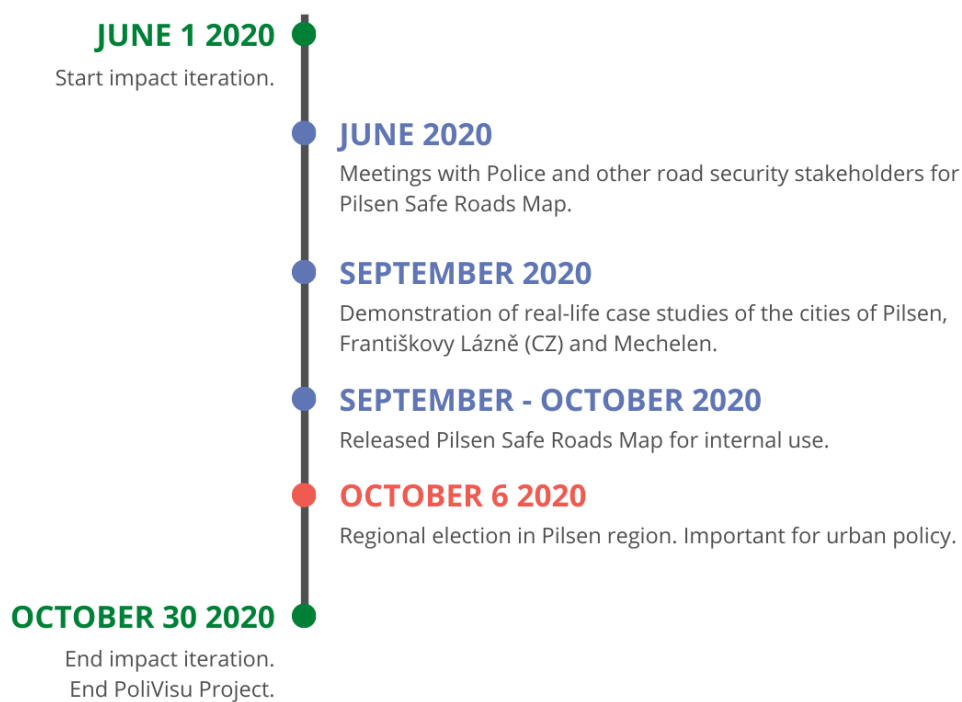 JUNE 1 2020
Start impact iteration.
JUNE 2020
Meetings with Police and other road security stakeholders for
Pilsen Safe Roads Map.
SEPTEMBER 2020
Demonstration of real-life case studies of the cities of Pilsen,
Františkovy Lázně (CZ) and Mechelen.
SEPTEMBER - OCTOBER 2020
Released Pilsen Safe Roads Map for internal use.
OCTOBER 6 2020
Regional election in Pilsen region. Important for urban policy.
OCTOBER 30 2020
End impact iteration.
End PoliVisu Project.